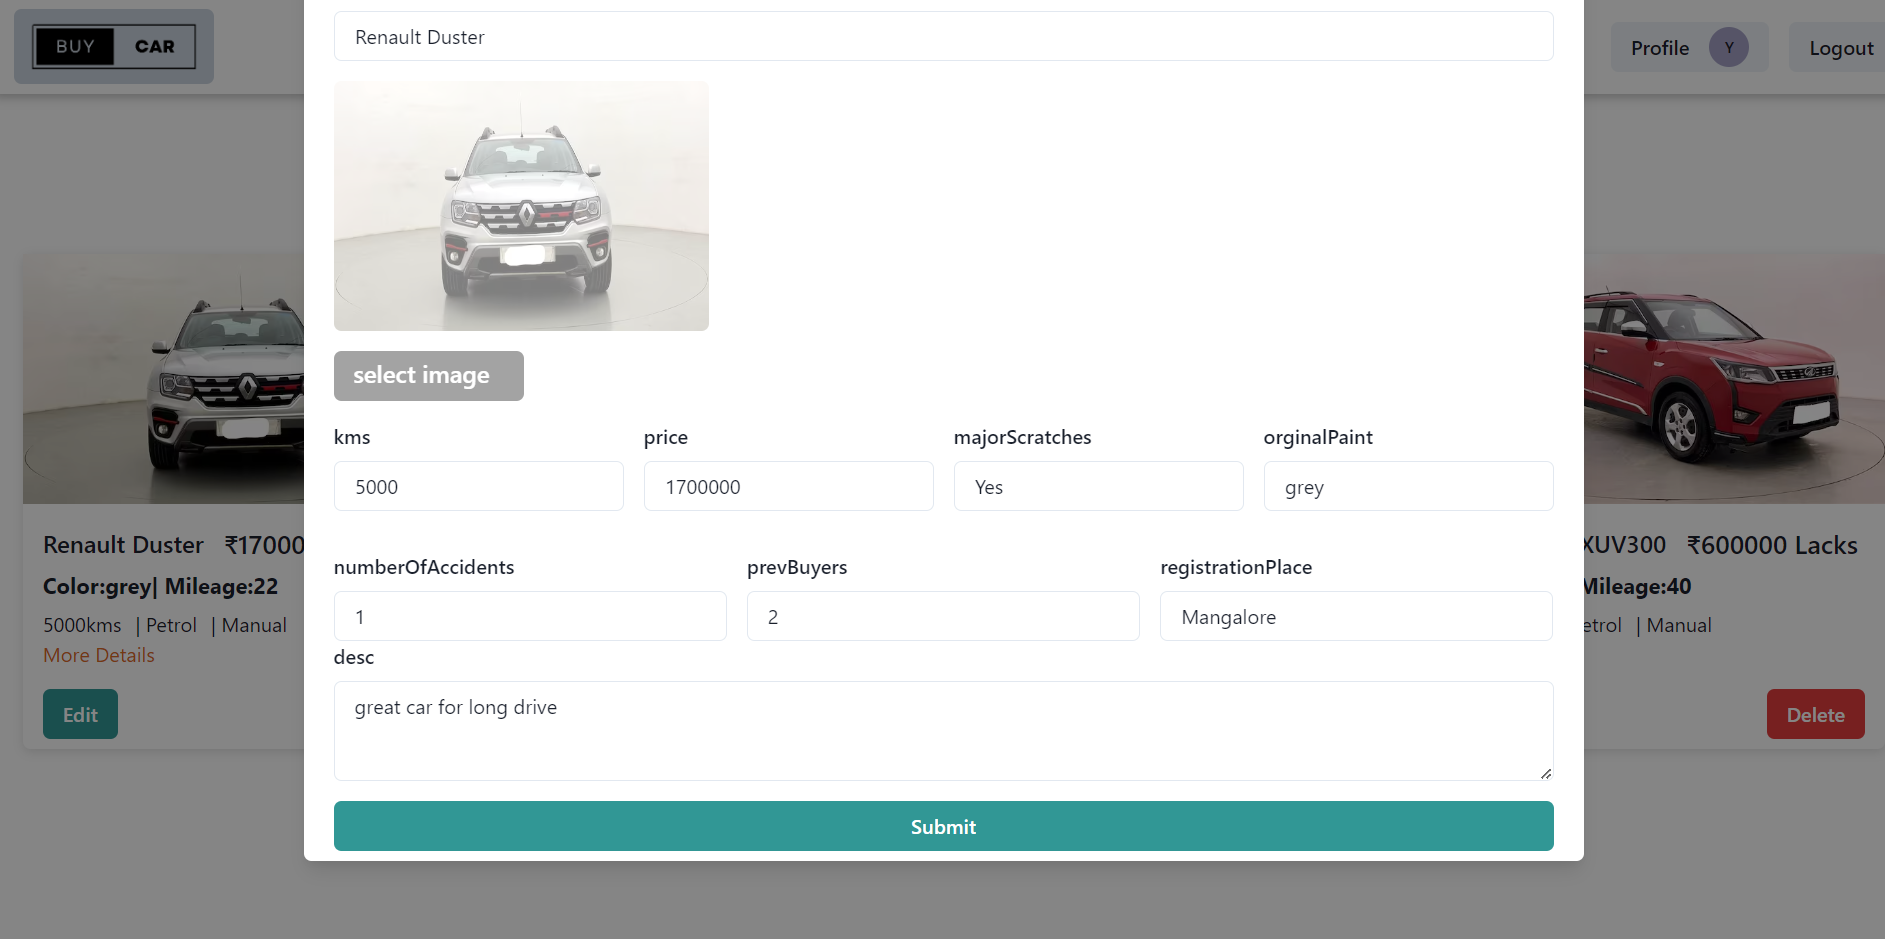 BUY CAR
Profile Y Logout
Renault Duster
select image
kms price majorScratches orginalPaint
5000 1700000 Yes grey
numberOfAccidents prevBuyers registrationPlace
1 2 Mangalore
desc
great car for long drive
Submit
Renault Duster ₹17000
Color:grey| Mileage:22
5000kms | Petrol | Manual
More Details
Edit
XUV300 ₹600000 Lacks
Mileage:40
etrol | Manual
Delete